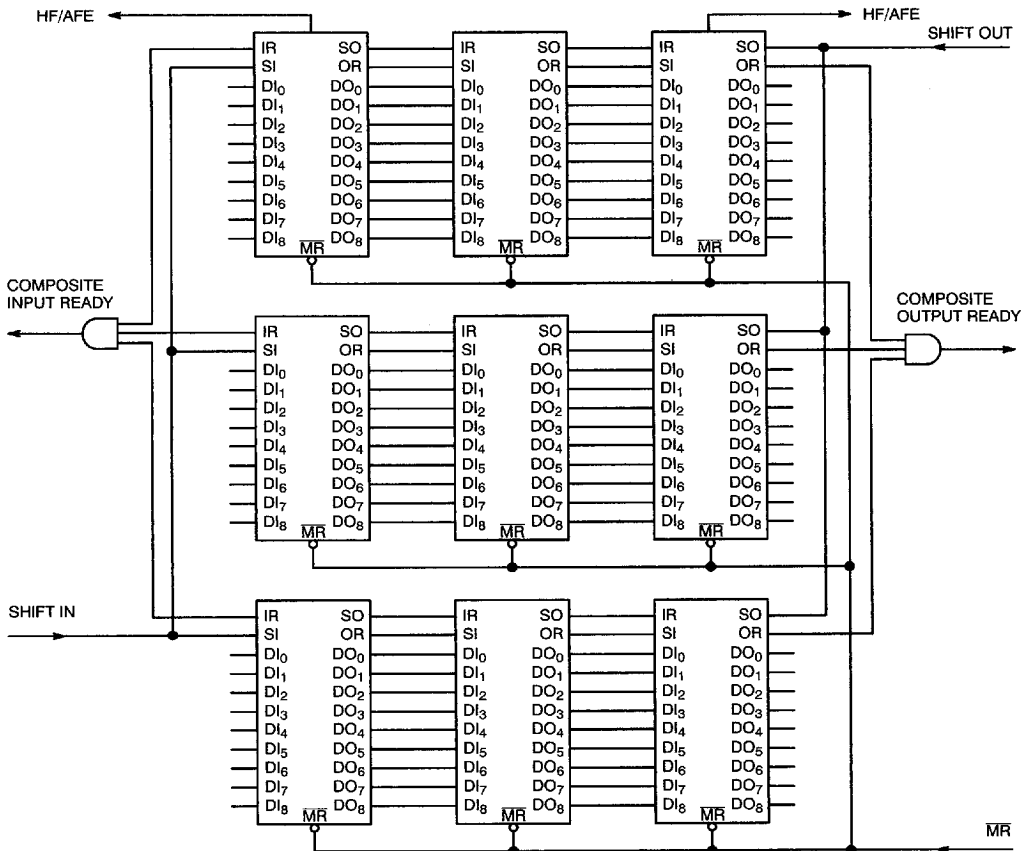 HF/AFE HF/AFE
IR SO IR SO IR SO SHIFT OUT
SI OR SI OR SI OR
DI₀ DO₀ DI₀ DO₀ DI₀ DO₀
DI₁ DO₁ DI₁ DO₁ DI₁ DO₁
DI₂ DO₂ DI₂ DO₂ DI₂ DO₂
DI₃ DO₃ DI₃ DO₃ DI₃ DO₃
DI₄ DO₄ DI₄ DO₄ DI₄ DO₄
DI₅ DO₅ DI₅ DO₅ DI₅ DO₅
DI₆ DO₆ DI₆ DO₆ DI₆ DO₆
DI₇ DO₇ DI₇ DO₇ DI₇ DO₇
DI₈ DO₈ DI₈ DO₈ DI₈ DO₈
M̅R̅ M̅R̅ M̅R̅
COMPOSITE
INPUT READY
COMPOSITE
OUTPUT READY
IR SO IR SO IR SO
SI OR SI OR SI OR
DI₀ DO₀ DI₀ DO₀ DI₀ DO₀
DI₁ DO₁ DI₁ DO₁ DI₁ DO₁
DI₂ DO₂ DI₂ DO₂ DI₂ DO₂
DI₃ DO₃ DI₃ DO₃ DI₃ DO₃
DI₄ DO₄ DI₄ DO₄ DI₄ DO₄
DI₅ DO₅ DI₅ DO₅ DI₅ DO₅
DI₆ DO₆ DI₆ DO₆ DI₆ DO₆
DI₇ DO₇ DI₇ DO₇ DI₇ DO₇
DI₈ DO₈ DI₈ DO₈ DI₈ DO₈
M̅R̅ M̅R̅ M̅R̅
SHIFT IN IR SO IR SO IR SO
SI OR SI OR SI OR
DI₀ DO₀ DI₀ DO₀ DI₀ DO₀
DI₁ DO₁ DI₁ DO₁ DI₁ DO₁
DI₂ DO₂ DI₂ DO₂ DI₂ DO₂
DI₃ DO₃ DI₃ DO₃ DI₃ DO₃
DI₄ DO₄ DI₄ DO₄ DI₄ DO₄
DI₅ DO₅ DI₅ DO₅ DI₅ DO₅
DI₆ DO₆ DI₆ DO₆ DI₆ DO₆
DI₇ DO₇ DI₇ DO₇ DI₇ DO₇
DI₈ DO₈ DI₈ DO₈ DI₈ DO₈
M̅R̅ M̅R̅ M̅R̅ M̅R̅